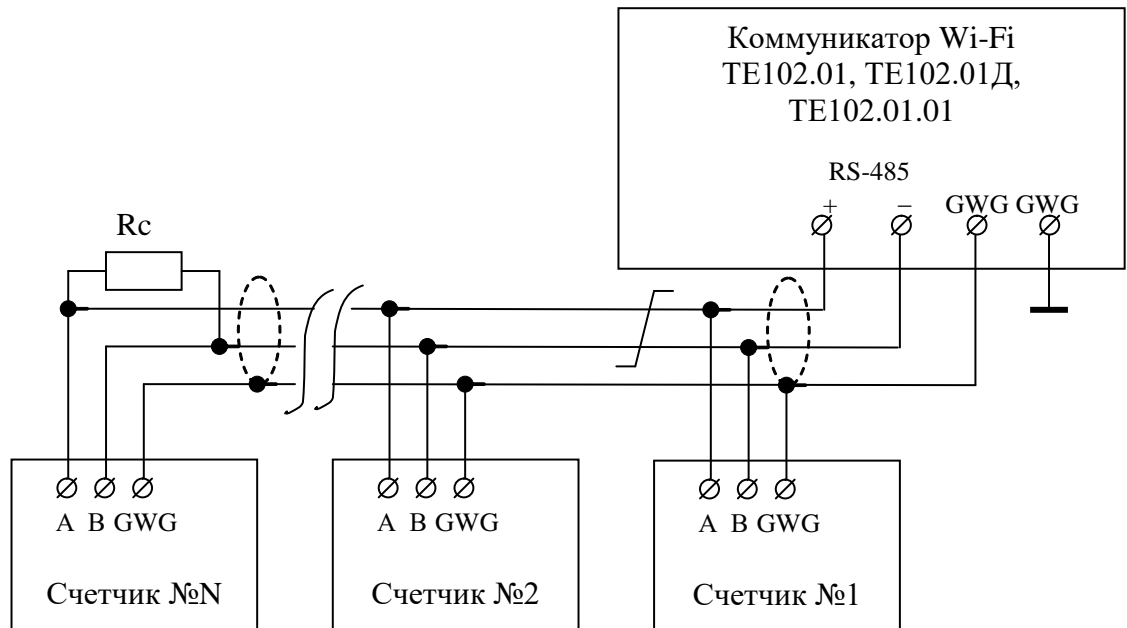 Коммуникатор Wi-Fi
ТЕ102.01, ТЕ102.01Д,
ТЕ102.01.01
RS-485
+ – GWG GWG
Rc
A B GWG
A B GWG
A B GWG
Счетчик №N
Счетчик №2
Счетчик №1